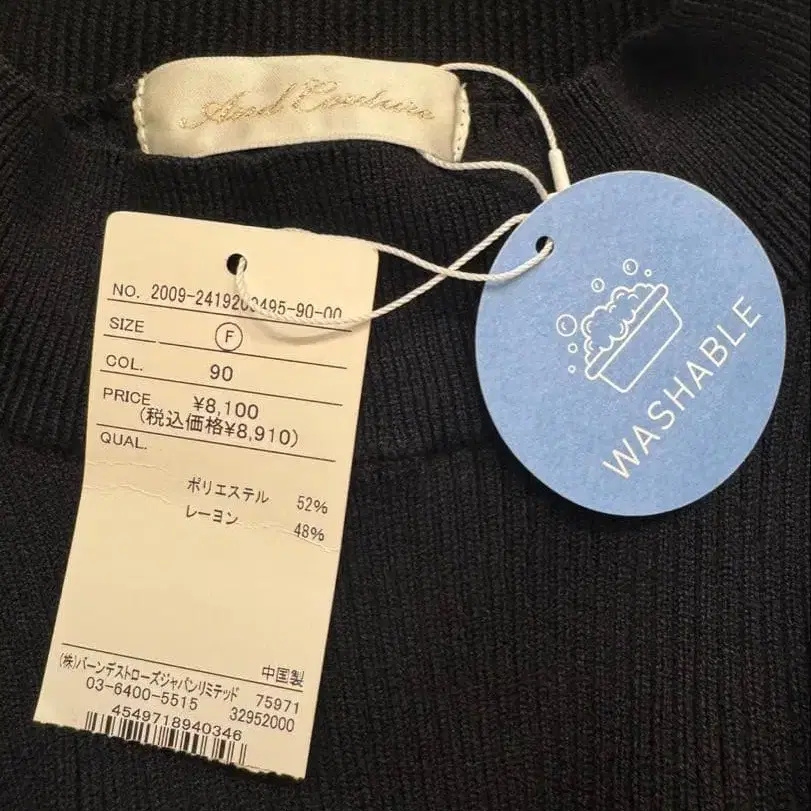 And Couture
NO. 2009-2419203495-90-00
SIZE F
COL. 90
PRICE ¥8,100
(税込価格¥8,910)
QUAL.
ポリエステル 52%
レーヨン 48%
中国製
(株)バーンデストローズジャパンリミテッド 75971
03-6400-5515 32952000
4549718940346
WASHABLE